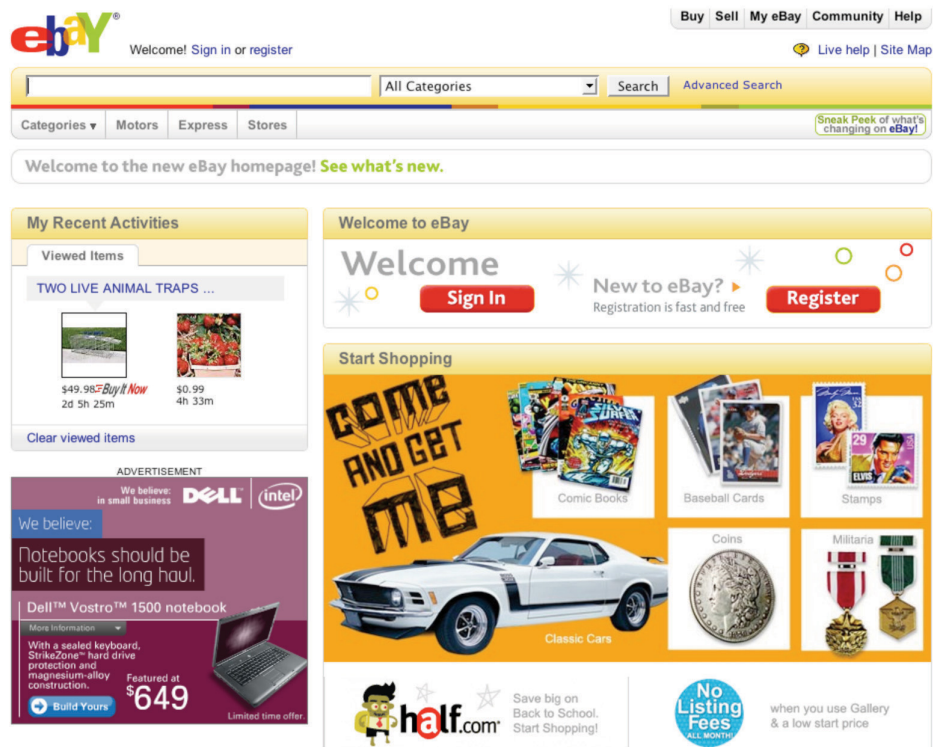 ebaY®
Buy Sell My eBay Community Help
Welcome! Sign in or register
Live help | Site Map
All Categories
Search
Advanced Search
Categories ▾ Motors Express Stores
Sneak Peek of what's
changing on eBay!
Welcome to the new eBay homepage! See what's new.
My Recent Activities
Viewed Items
TWO LIVE ANIMAL TRAPS ...
$49.98 Buy It Now
2d 5h 25m
$0.99
4h 33m
Clear viewed items
ADVERTISEMENT
We believe:
in small business
DELL
intel
We believe:
Notebooks should be
built for the long haul.
Dell™ Vostro™ 1500 notebook
More Information
With a sealed keyboard,
StrikeZone™ hard drive
protection and
magnesium-alloy
construction.
Featured at
$649
Build Yours
Limited time offer.
Welcome to eBay
Welcome
Sign In
New to eBay?
Registration is fast and free
Register
Start Shopping
COME
AND GET
ME
SILVER
SURFER
Comic Books
Baseball Cards
29
USA
ELVIS
Stamps
Coins
Militaria
Classic Cars
half.com
Save big on
Back to School.
Start Shopping!
No
Listing
Fees
ALL MONTH!
when you use Gallery
& a low start price